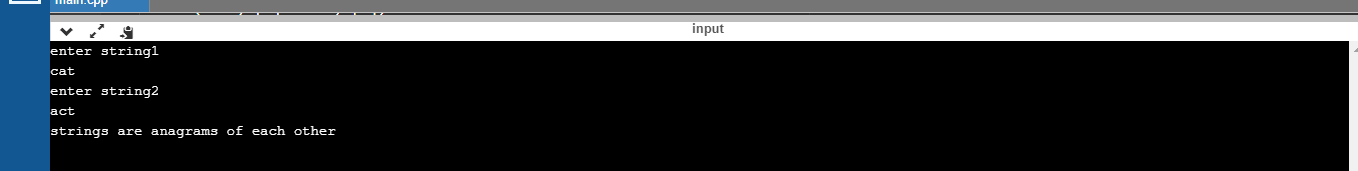 main.cpp
input
enter string1
cat
enter string2
act
strings are anagrams of each other